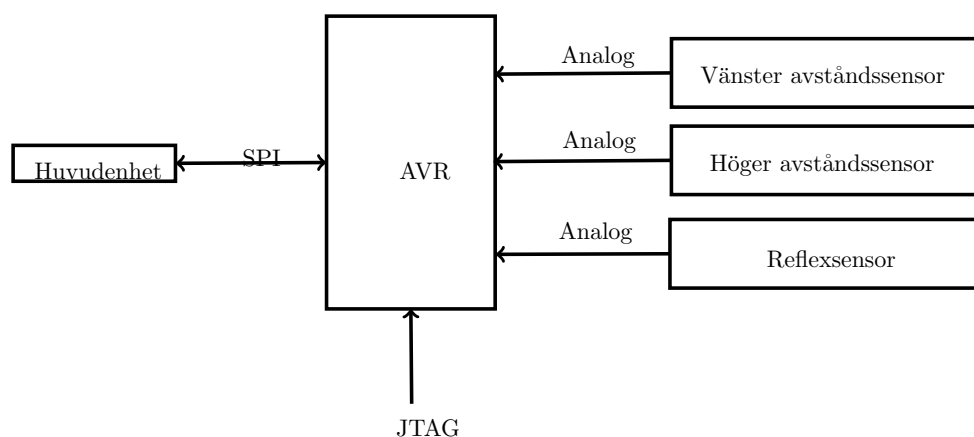 Analog
Vänster avståndssensor
Analog
Huvudenhet
SPI
AVR
Höger avståndssensor
Analog
Reflexsensor
JTAG